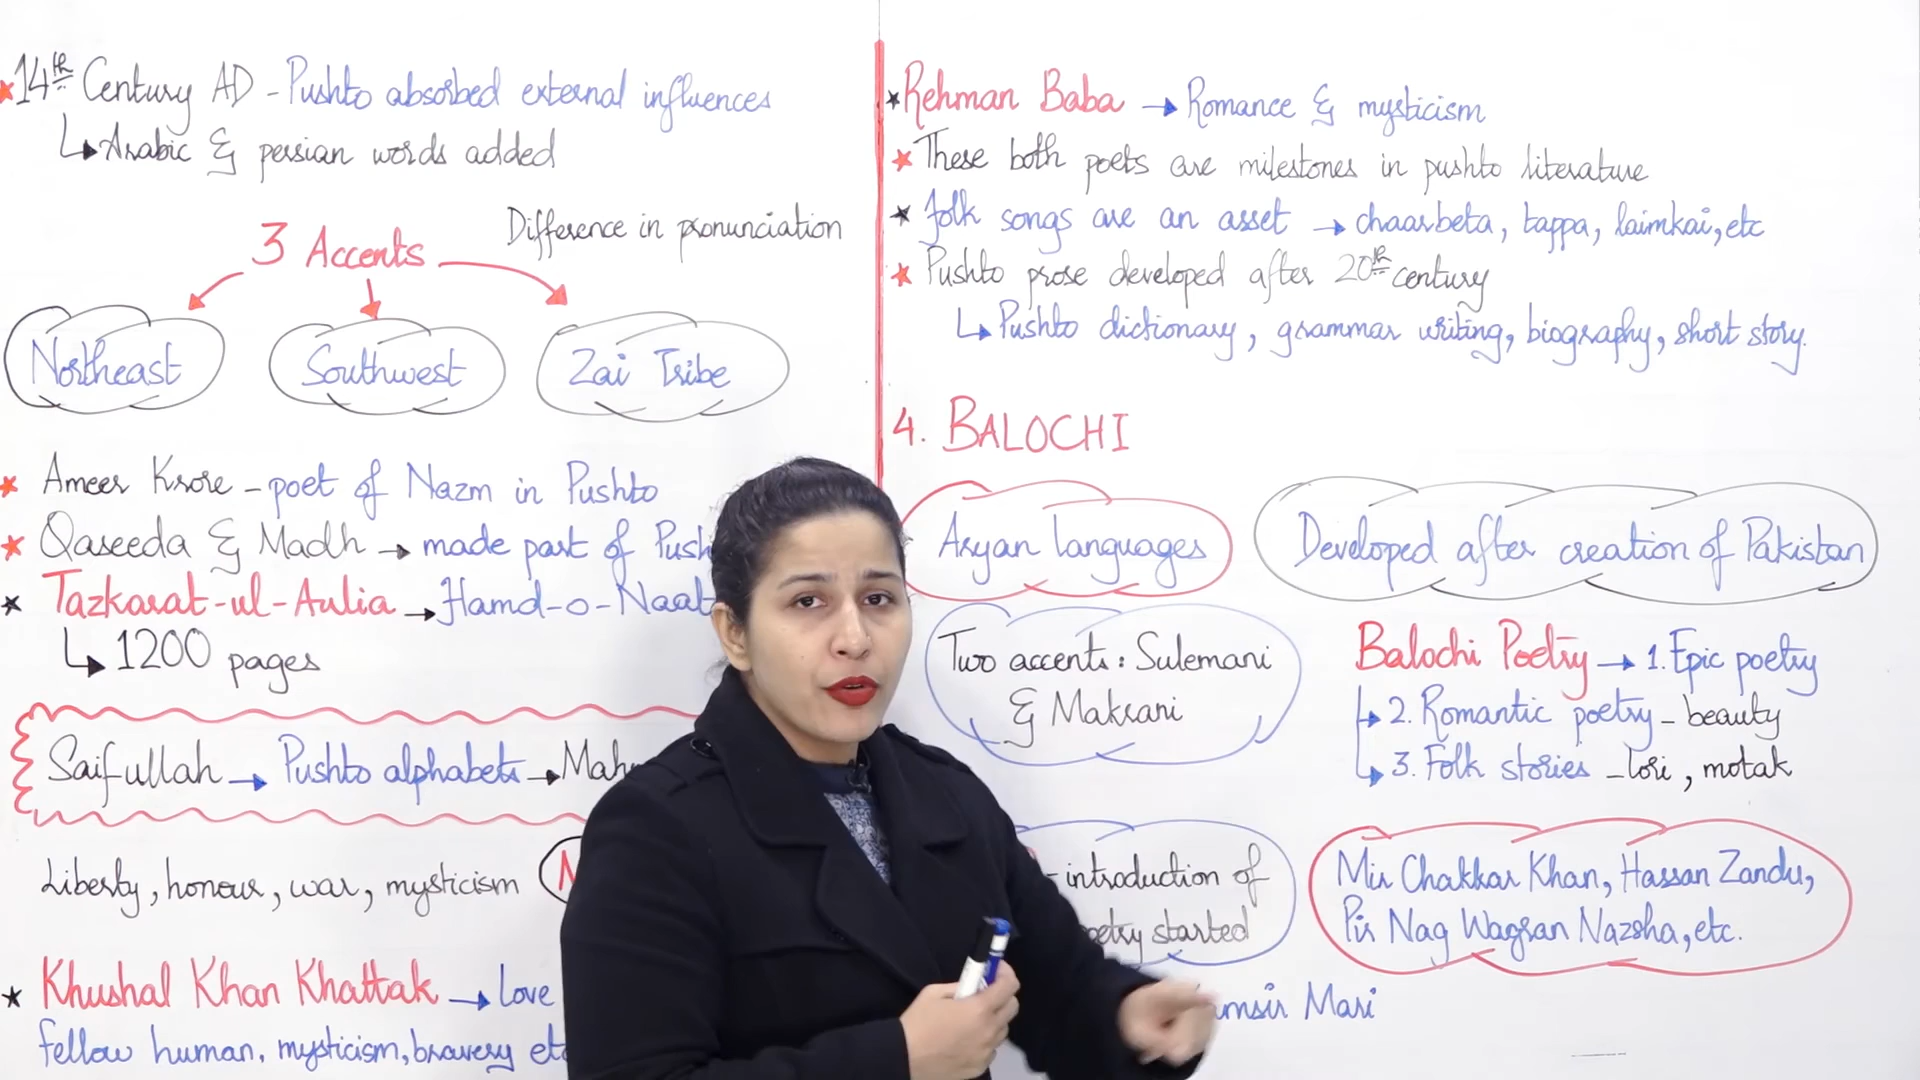 14th Century AD - Pushto absorbed external influences
Arabic & persian words added
3 Accents
Difference in pronunciation
Northeast
Southwest
Zai Tribe
Ameer Krore - poet of Nazm in Pushto
Qaseeda & Madh → made part of
Tazkarat-ul-Aulia → Hamd-o-Naat
1200 pages
Saifullah → Pushto alphabets →
Liberty, honour, war, mysticism
Khushal Khan Khattak → Love
fellow human, mysticism, bravery etc
Rehman Baba → Romance & mysticism
These both poets are milestones in pushto literature
folk songs are an asset → chaarbeta, tappa, laimkai, etc
Pushto prose developed after 20th century
Pushto dictionary, grammar writing, biography, short story.
4. BALOCHI
Aryan languages
Developed after creation of Pakistan
Two accents: Sulemani
& Makrani
Balochi Poetry → 1. Epic poetry
2. Romantic poetry - beauty
3. Folk stories - lori, motak
- introduction of
poetry started
Mir Chakkar Khan, Hassan Zandu,
Pir Nag Wagran Nazsha, etc.
Mari